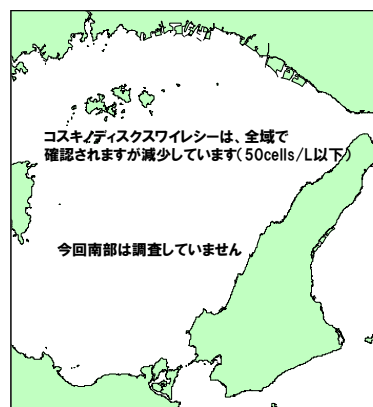 コスキノディスクスワイレシーは、全域で
確認されますが減少しています(50cells/L以下)
今回南部は調査していません